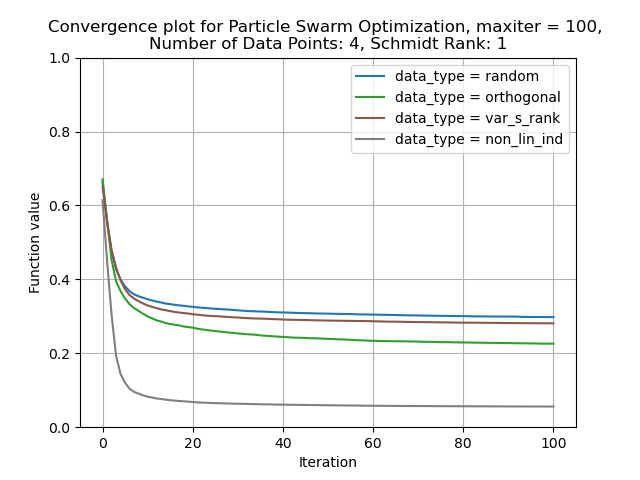 Convergence plot for Particle Swarm Optimization, maxiter = 100,
Number of Data Points: 4, Schmidt Rank: 1
1.0
0.8
0.6
0.4
0.2
0.0
Function value
data_type = random
data_type = orthogonal
data_type = var_s_rank
data_type = non_lin_ind
0 20 40 60 80 100
Iteration